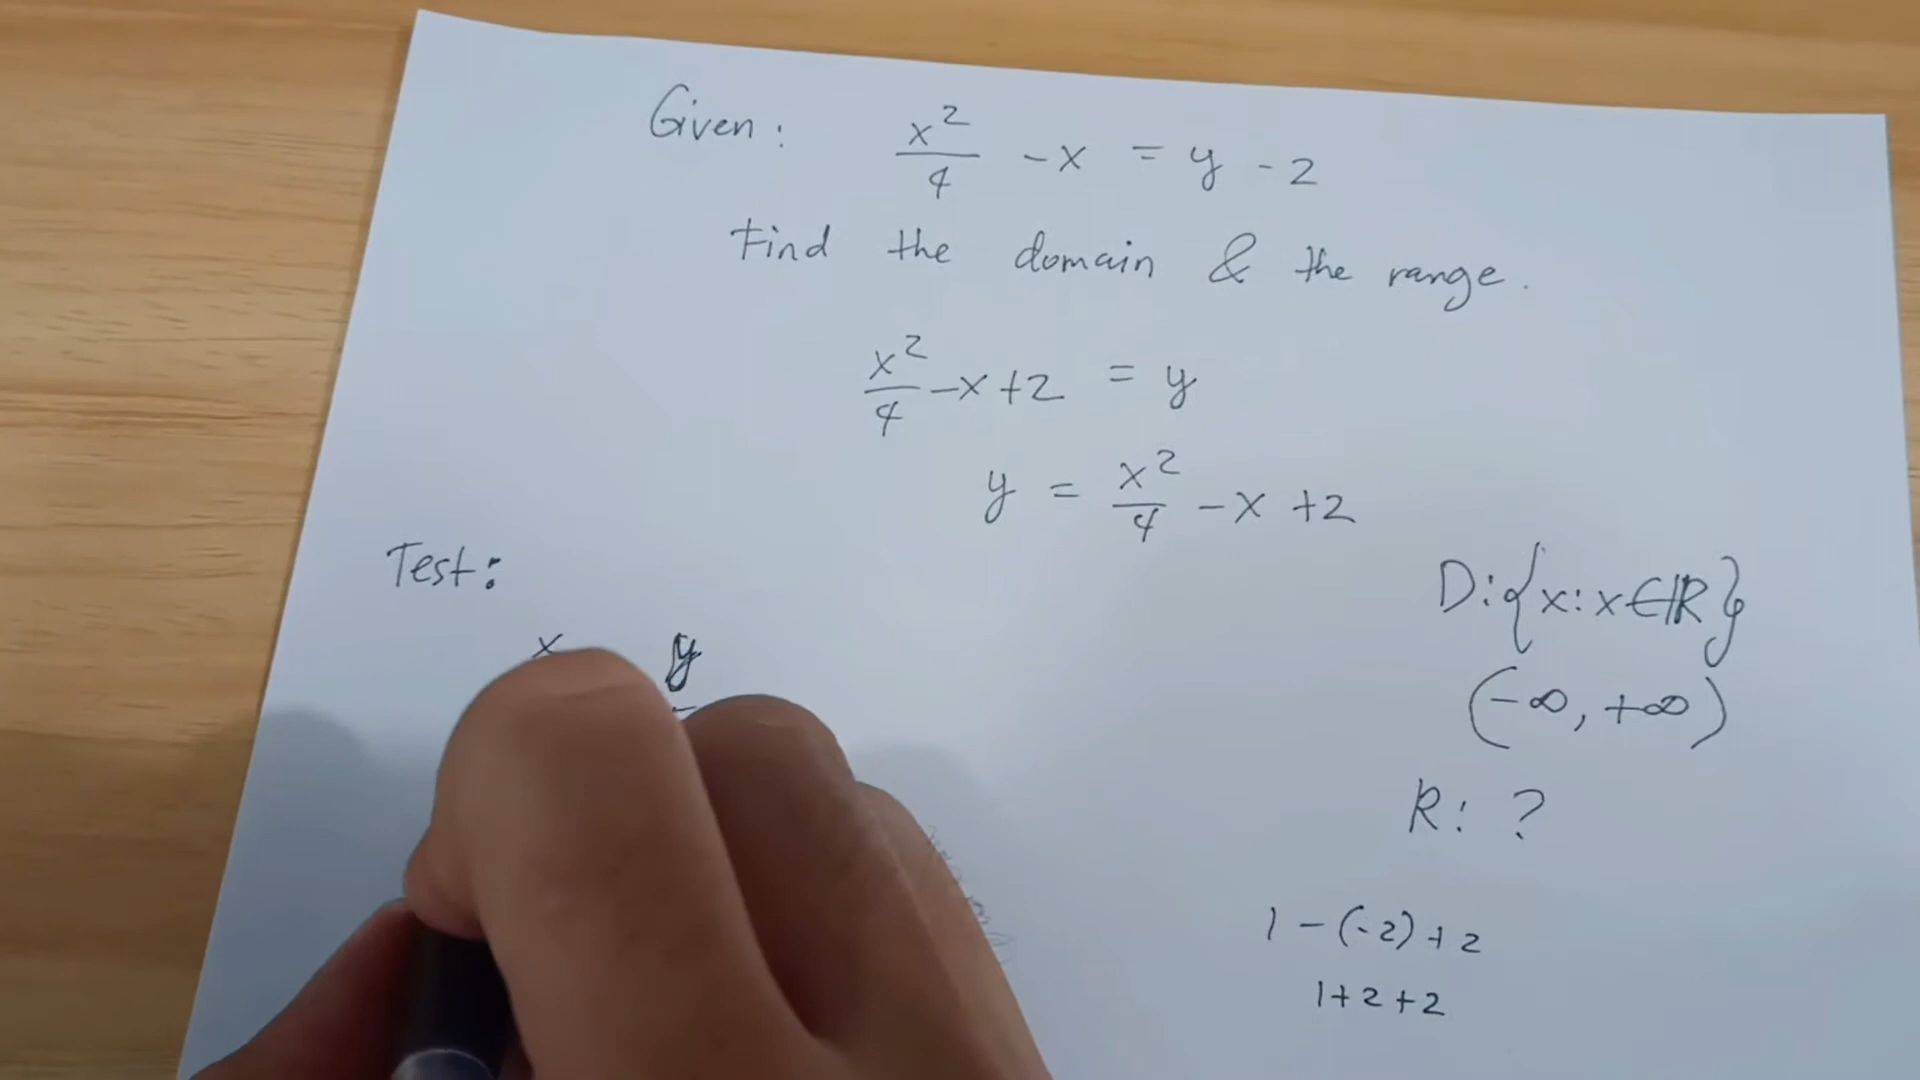 Given: x²/4 - x = y - 2
Find the domain & the range.
x²/4 - x + 2 = y
y = x²/4 - x + 2
Test:
x y
D: {x: x∈ℝ}
(-∞, +∞)
R: ?
1 - (-2) + 2
1 + 2 + 2